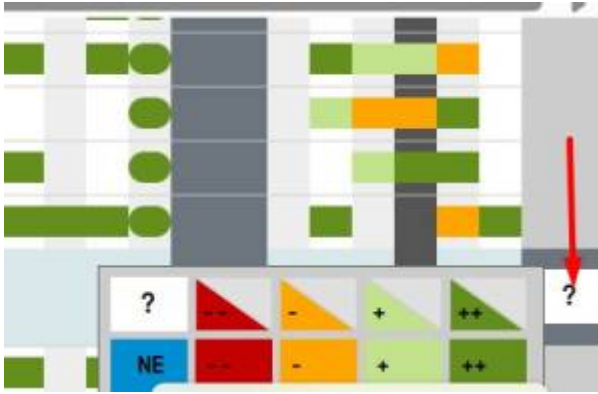 ?
? -- - + ++
NE -- - + ++